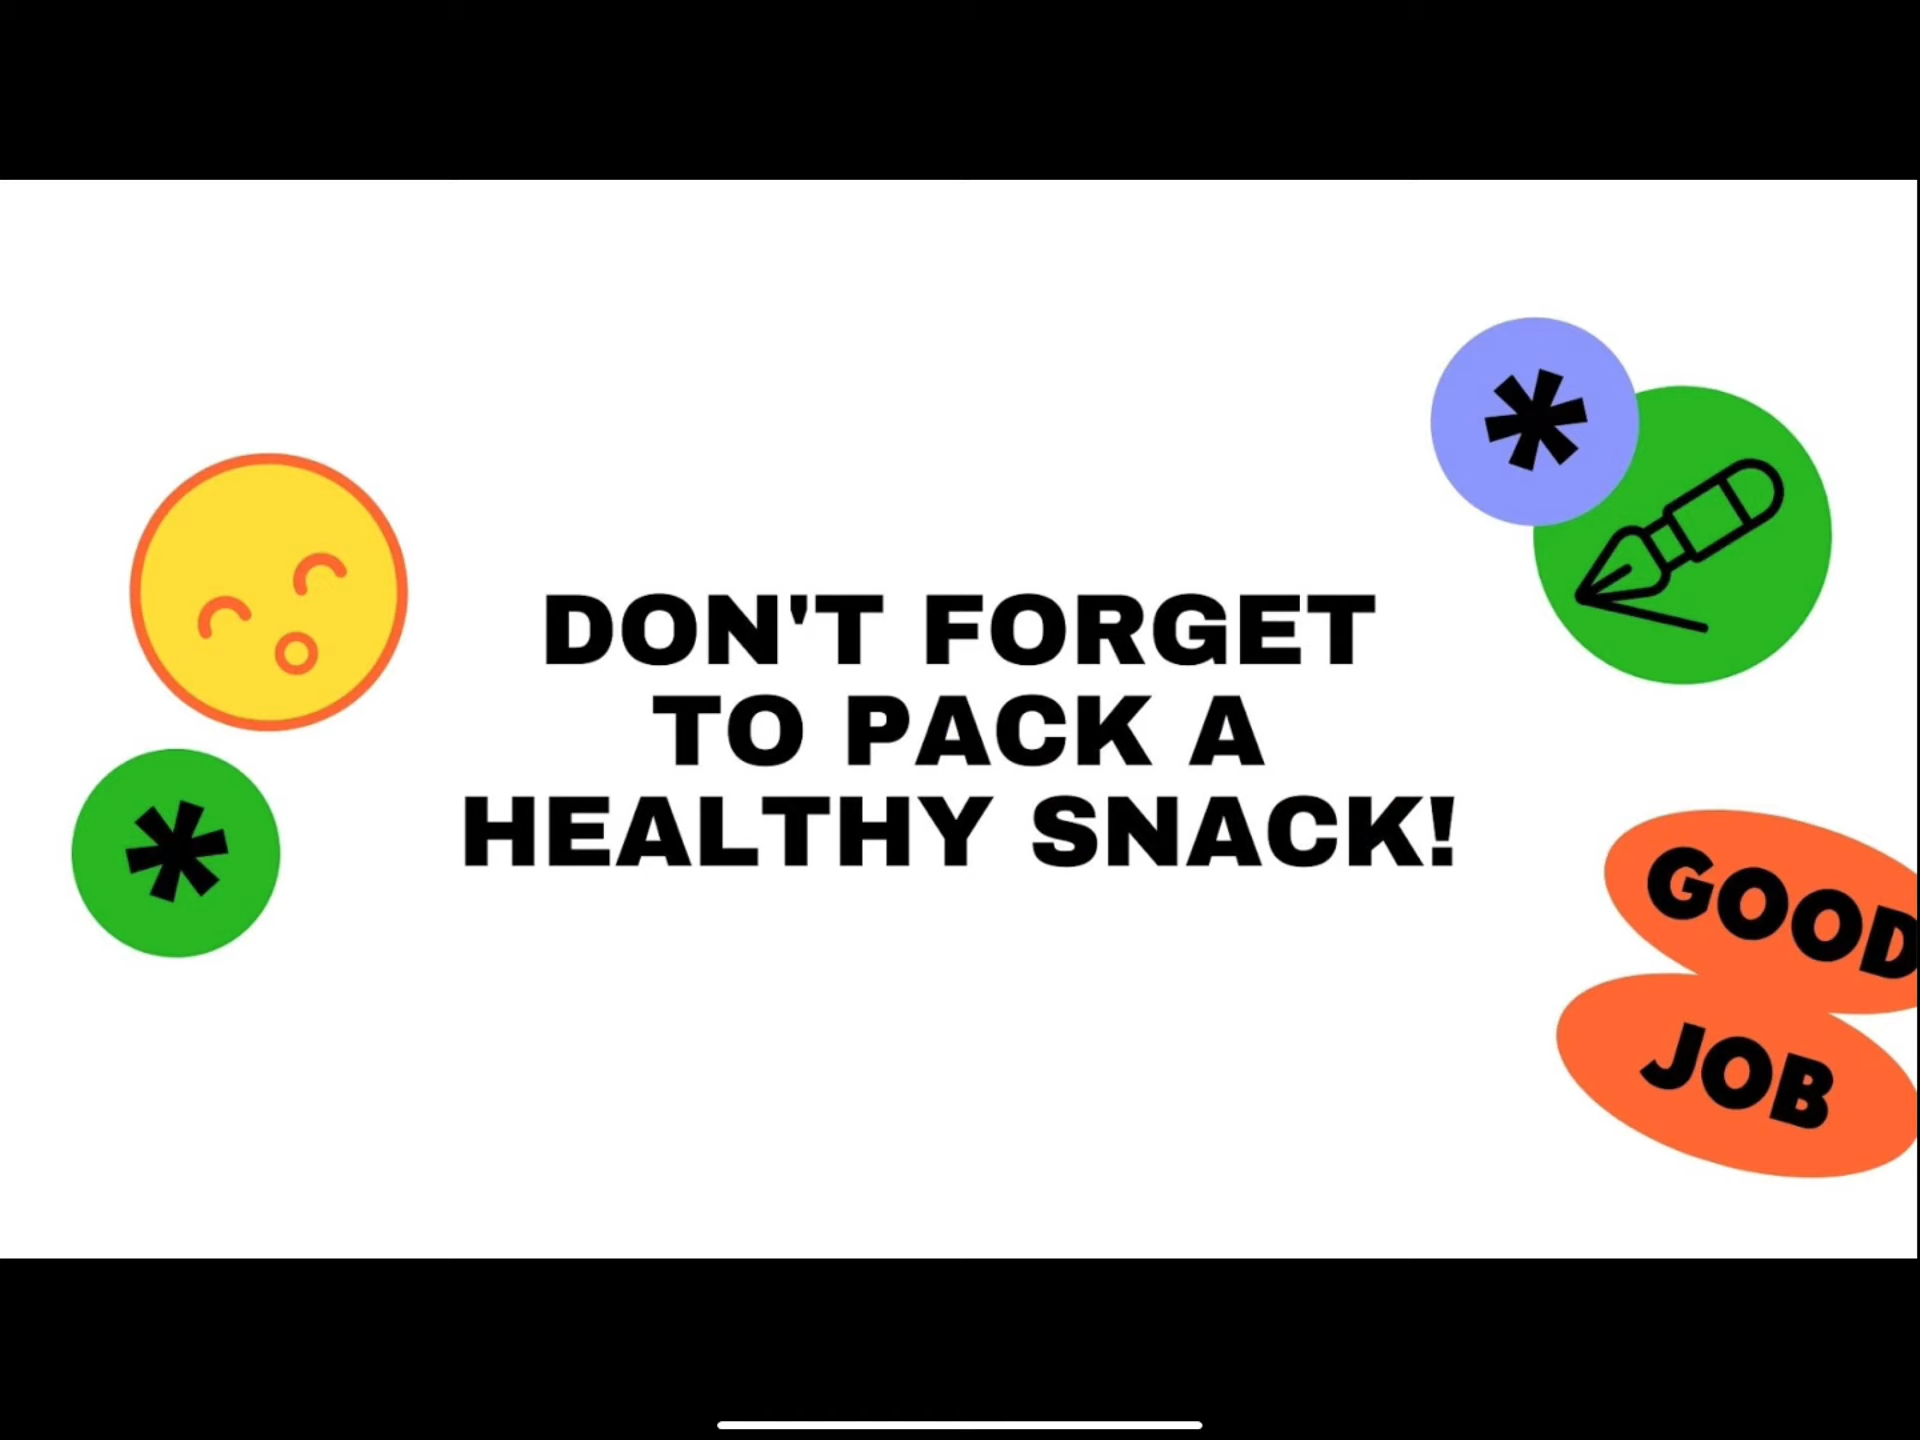 DON'T FORGET
TO PACK A
HEALTHY SNACK!
*
*
GOOD
JOB